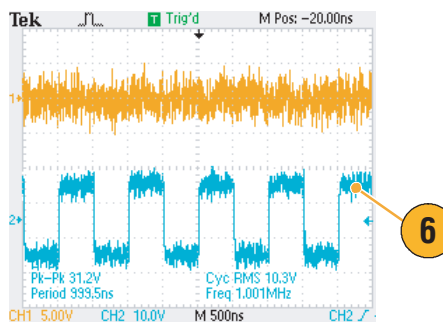 Tek T Trig'd M Pos: -20.00ns
1
6
2
Pk-Pk 31.2V Cyc RMS 10.3V
Period 999.5ns Freq 1.001MHz
CH1 5.00V CH2 10.0V M 500ns CH2